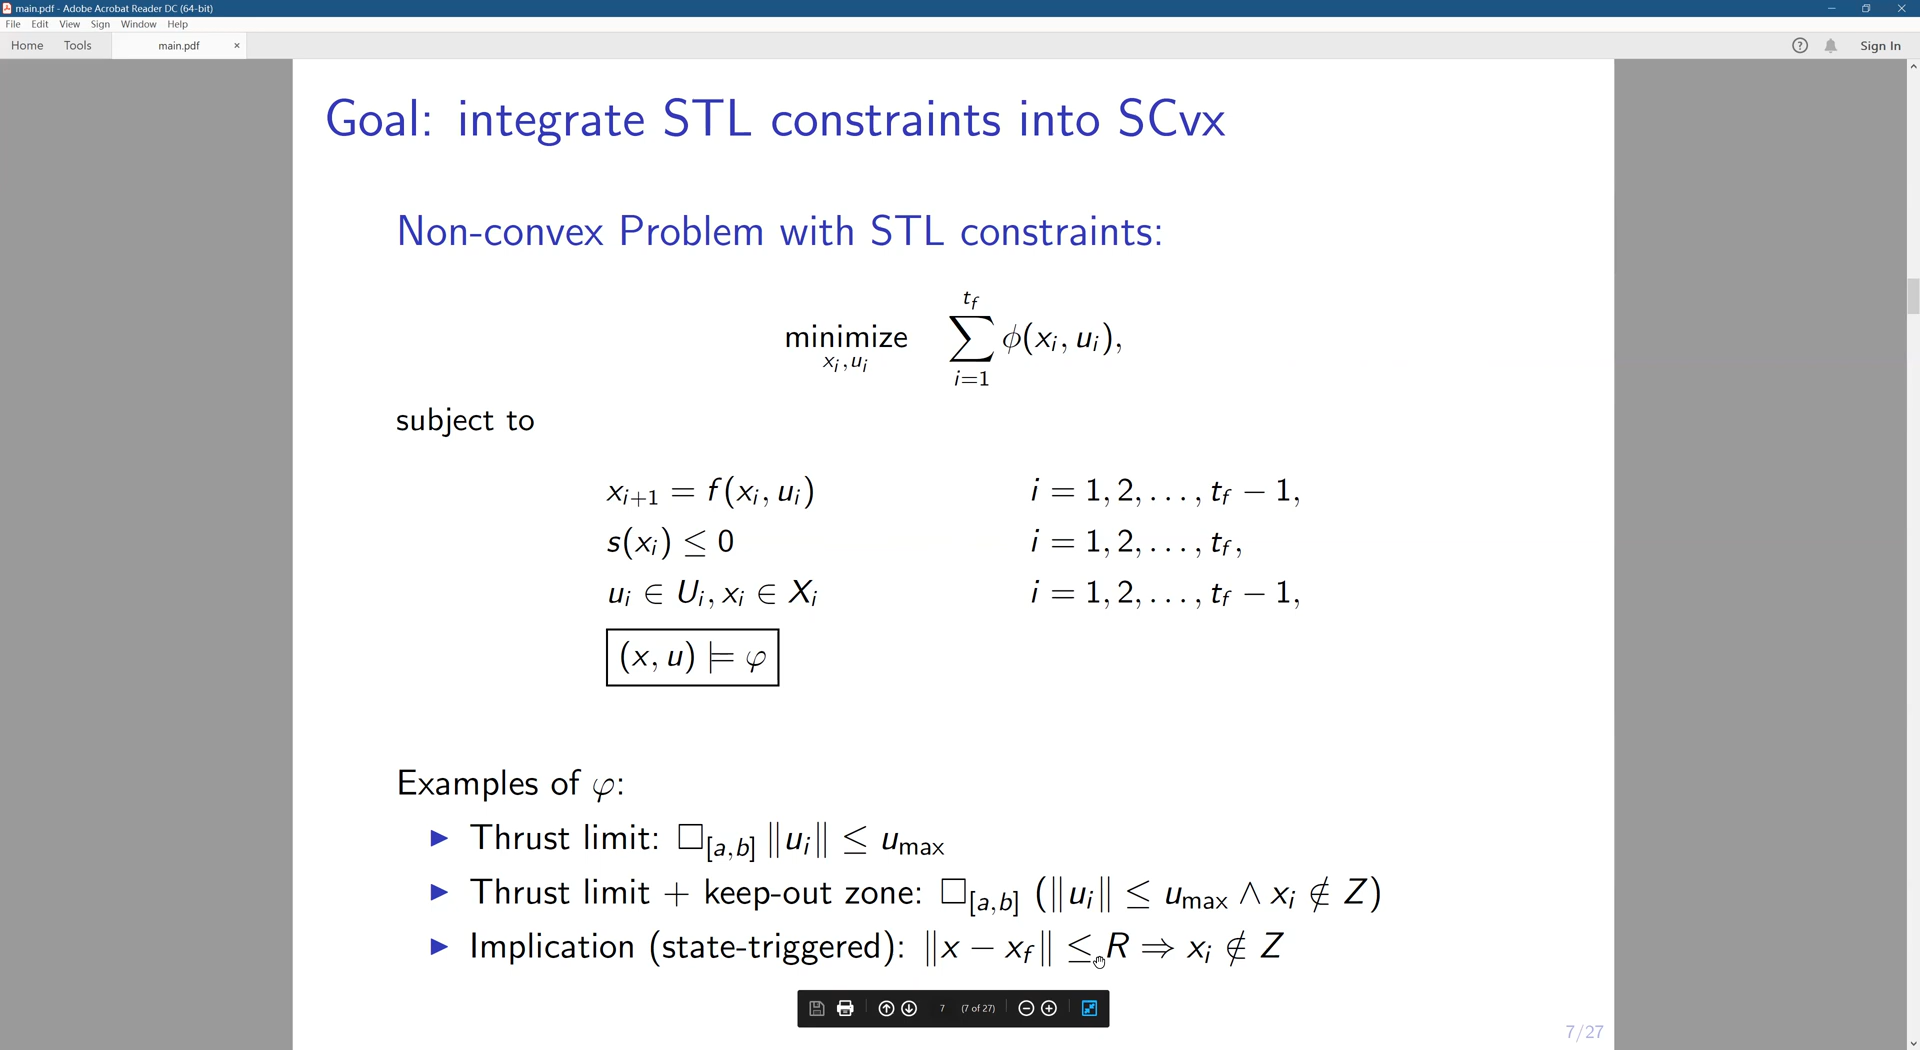 main.pdf - Adobe Acrobat Reader DC (64-bit)
File Edit View Sign Window Help
Home Tools main.pdf × ? Sign In
Goal: integrate STL constraints into SCvx
Non-convex Problem with STL constraints:
minimize_{x_i, u_i} ∑_{i=1}^{t_f} ϕ(x_i, u_i),
subject to
x_{i+1} = f(x_i, u_i) i = 1, 2, . . . , t_f − 1,
s(x_i) ≤ 0 i = 1, 2, . . . , t_f,
u_i ∈ U_i, x_i ∈ X_i i = 1, 2, . . . , t_f − 1,
(x, u) ⊨ φ
Examples of φ:
▶ Thrust limit: □_{[a,b]} ‖u_i‖ ≤ u_max
▶ Thrust limit + keep-out zone: □_{[a,b]} (‖u_i‖ ≤ u_max ∧ x_i ∉ Z)
▶ Implication (state-triggered): ‖x − x_f‖ ≤ R ⇒ x_i ∉ Z
7 (7 of 27)
7/27